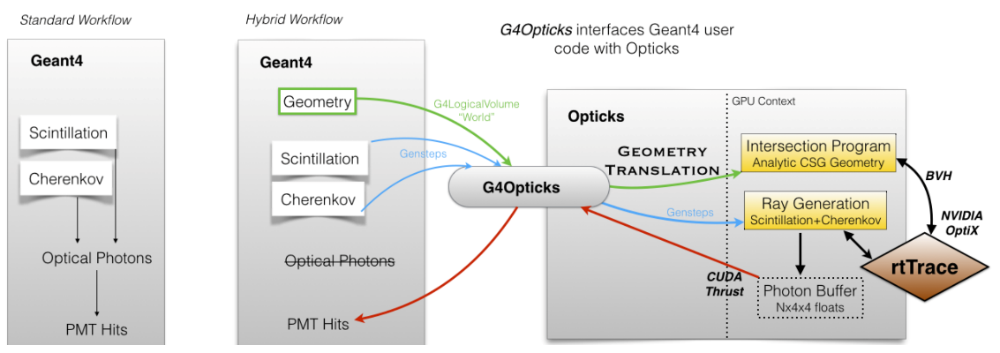 Standard Workflow
Geant4
Scintillation
Cherenkov
Optical Photons
PMT Hits
Hybrid Workflow
Geant4
Geometry
Scintillation
Cherenkov
Optical Photons
PMT Hits
G4LogicalVolume
“World”
Gensteps
G4Opticks interfaces Geant4 user
code with Opticks
G4Opticks
Opticks
GPU Context
GEOMETRY
TRANSLATION
Gensteps
CUDA
Thrust
Intersection Program
Analytic CSG Geometry
Ray Generation
Scintillation+Cherenkov
Photon Buffer
Nx4x4 floats
BVH
NVIDIA
OptiX
rtTrace